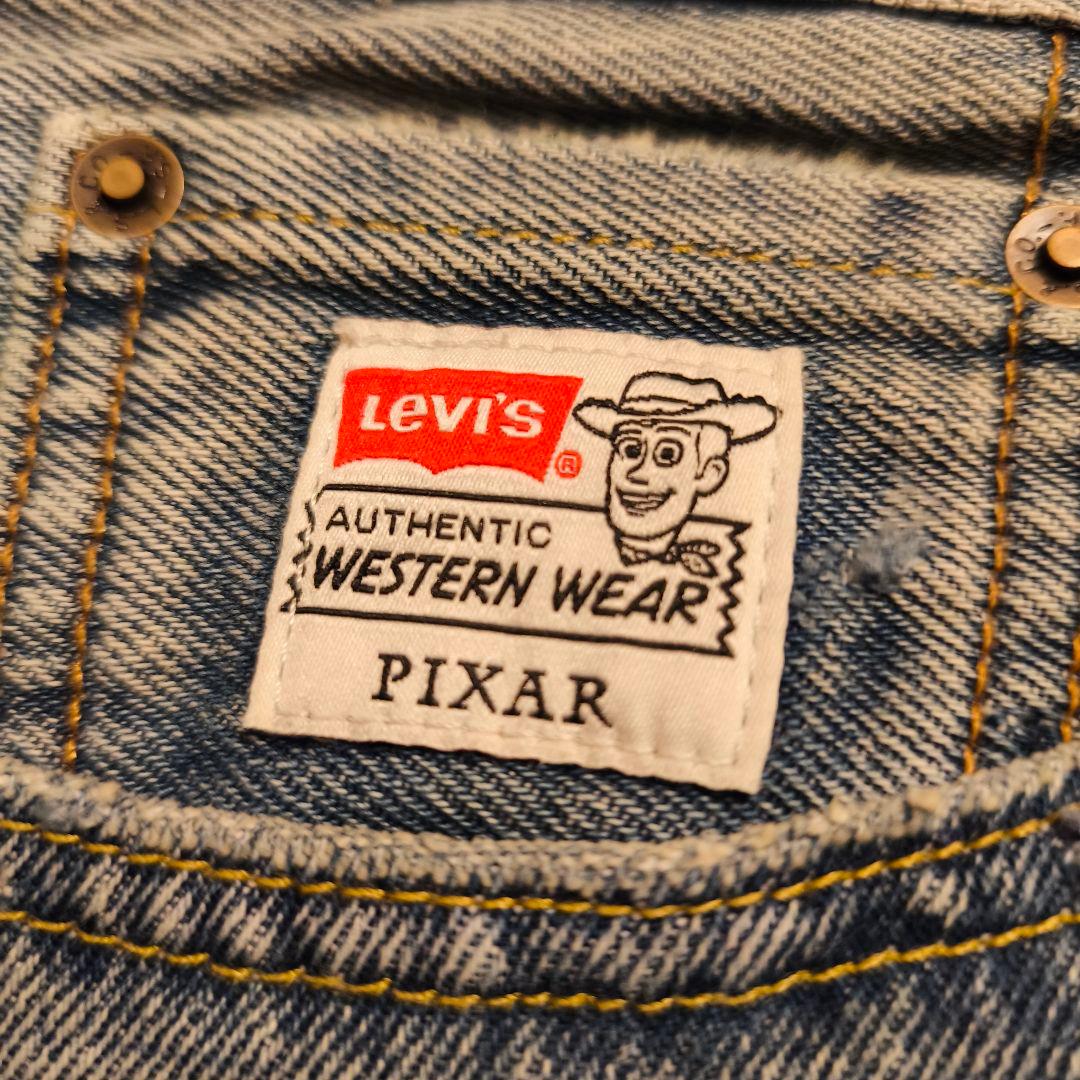 LEVI'S
®
AUTHENTIC
WESTERN WEAR
PIXAR